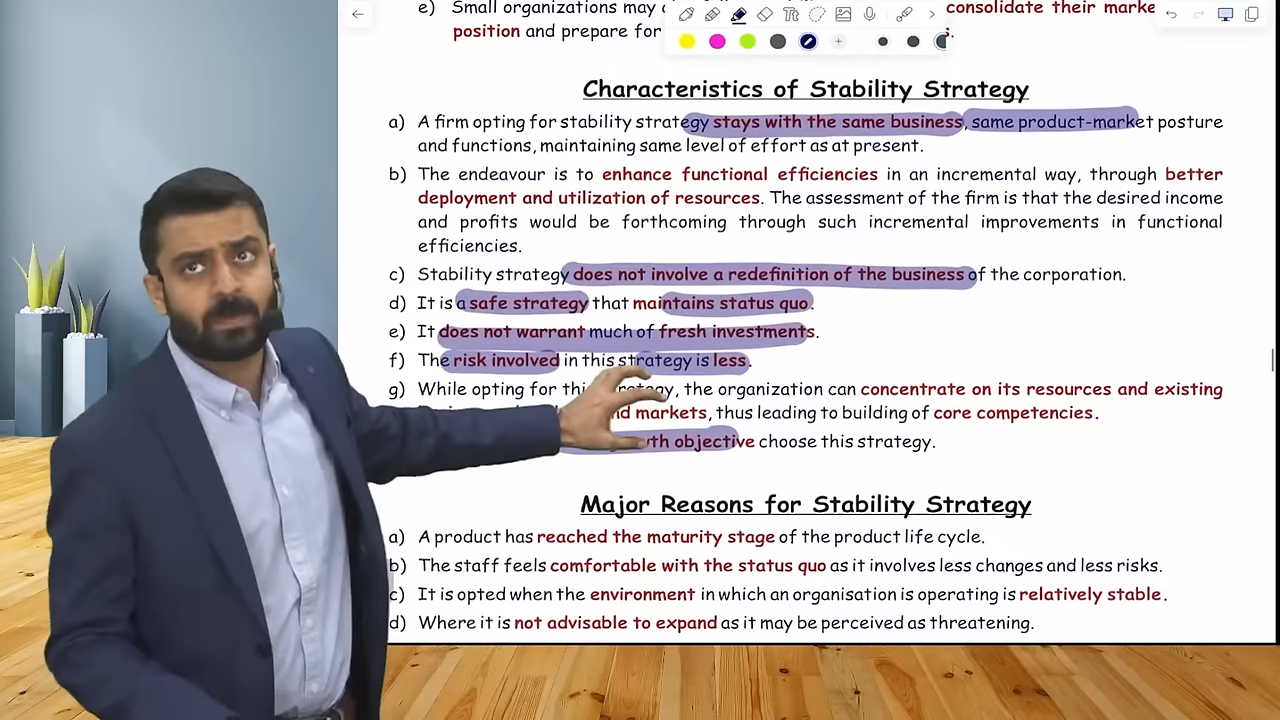 e) Small organizations may consolidate their marke
position and prepare for s.
Characteristics of Stability Strategy
a) A firm opting for stability strategy stays with the same business, same product-market posture
and functions, maintaining same level of effort as at present.
b) The endeavour is to enhance functional efficiencies in an incremental way, through better
deployment and utilization of resources. The assessment of the firm is that the desired income
and profits would be forthcoming through such incremental improvements in functional
efficiencies.
c) Stability strategy does not involve a redefinition of the business of the corporation.
d) It is a safe strategy that maintains status quo.
e) It does not warrant much of fresh investments.
f) The risk involved in this strategy is less.
g) While opting for this strategy, the organization can concentrate on its resources and existing
markets, thus leading to building of core competencies.
objective choose this strategy.
Major Reasons for Stability Strategy
a) A product has reached the maturity stage of the product life cycle.
b) The staff feels comfortable with the status quo as it involves less changes and less risks.
c) It is opted when the environment in which an organisation is operating is relatively stable.
d) Where it is not advisable to expand as it may be perceived as threatening.